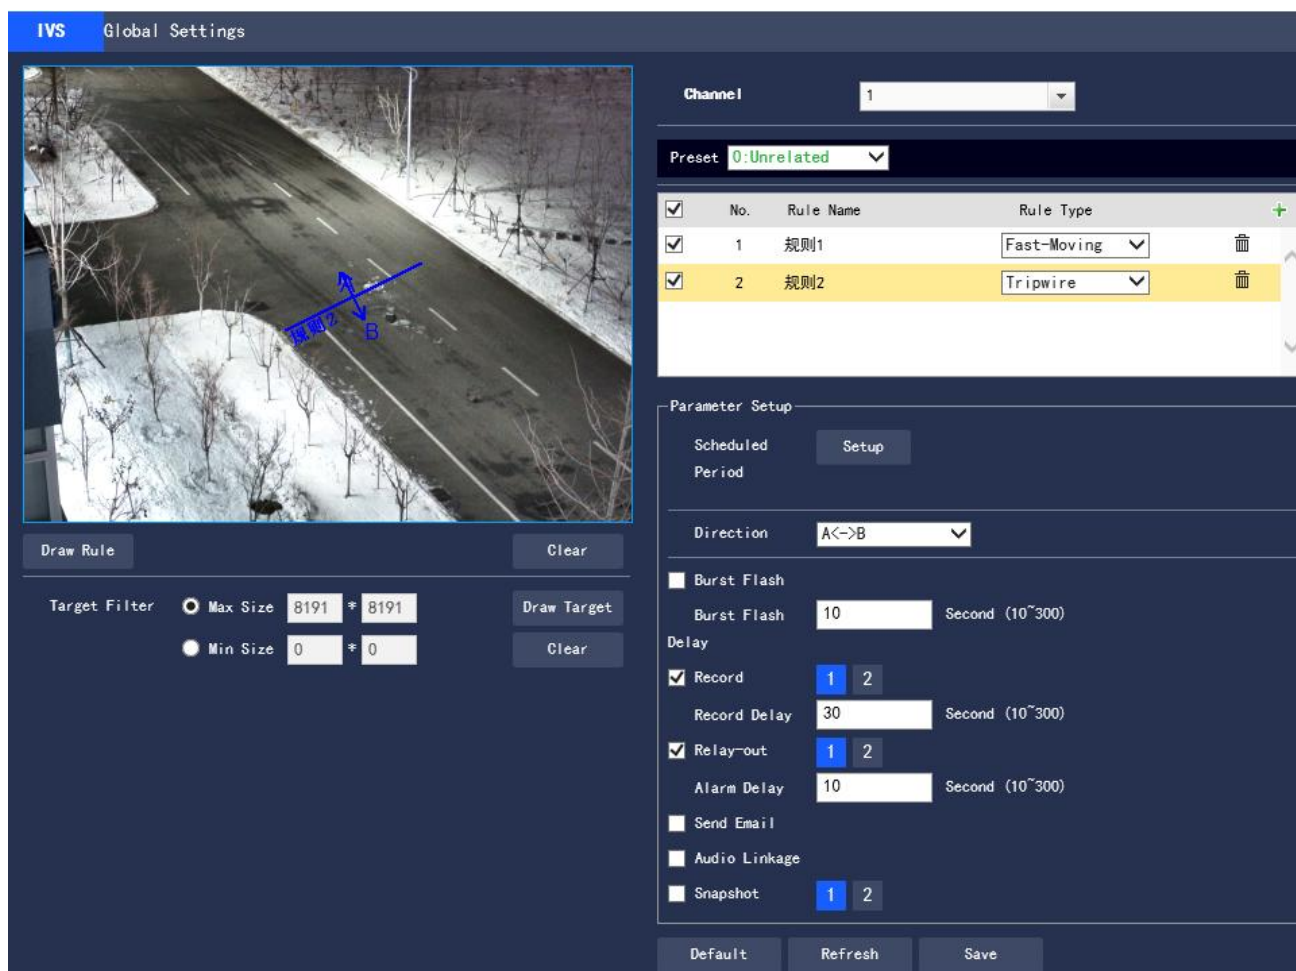 IVS Global Settings
Channel 1
Preset 0:Unrelated
No. Rule Name Rule Type
1 规则1 Fast-Moving
2 规则2 Tripwire
规则2
A
B
Parameter Setup
Scheduled Period Setup
Direction A<->B
Draw Rule Clear
Target Filter Max Size 8191 * 8191 Draw Target
Min Size 0 * 0 Clear
Burst Flash
Burst Flash Delay 10 Second (10~300)
Record 1 2
Record Delay 30 Second (10~300)
Relay-out 1 2
Alarm Delay 10 Second (10~300)
Send Email
Audio Linkage
Snapshot 1 2
Default Refresh Save